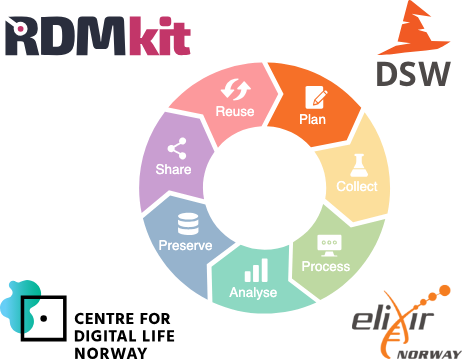 RDMkit
DSW
Reuse
Plan
Share
Collect
Preserve
Process
Analyse
CENTRE FOR
DIGITAL LIFE
NORWAY
elixir
NORWAY